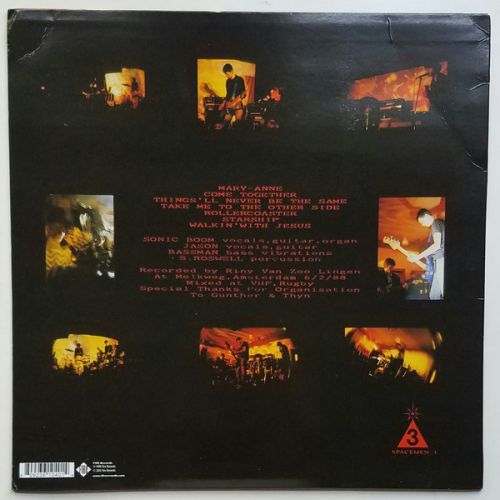 MARY-ANNE
COME TOGETHER
THINGS'LL NEVER BE THE SAME
TAKE ME TO THE OTHER SIDE
ROLLERCOASTER
STARSHIP
WALKIN' WITH JESUS
SONIC BOOM vocals,guitar,organ
JASON vocals,guitar
BASSMAN bass vibrations
S.ROSWELL percussion
Recorded by Riny Van Zee Lingen
At Melkweg,Amsterdam 6/2/88
Mixed at VHF,Rugby
Special Thanks For Organisation
To Gunther & Thyn
3
SPACEMEN 3
FIRE Records